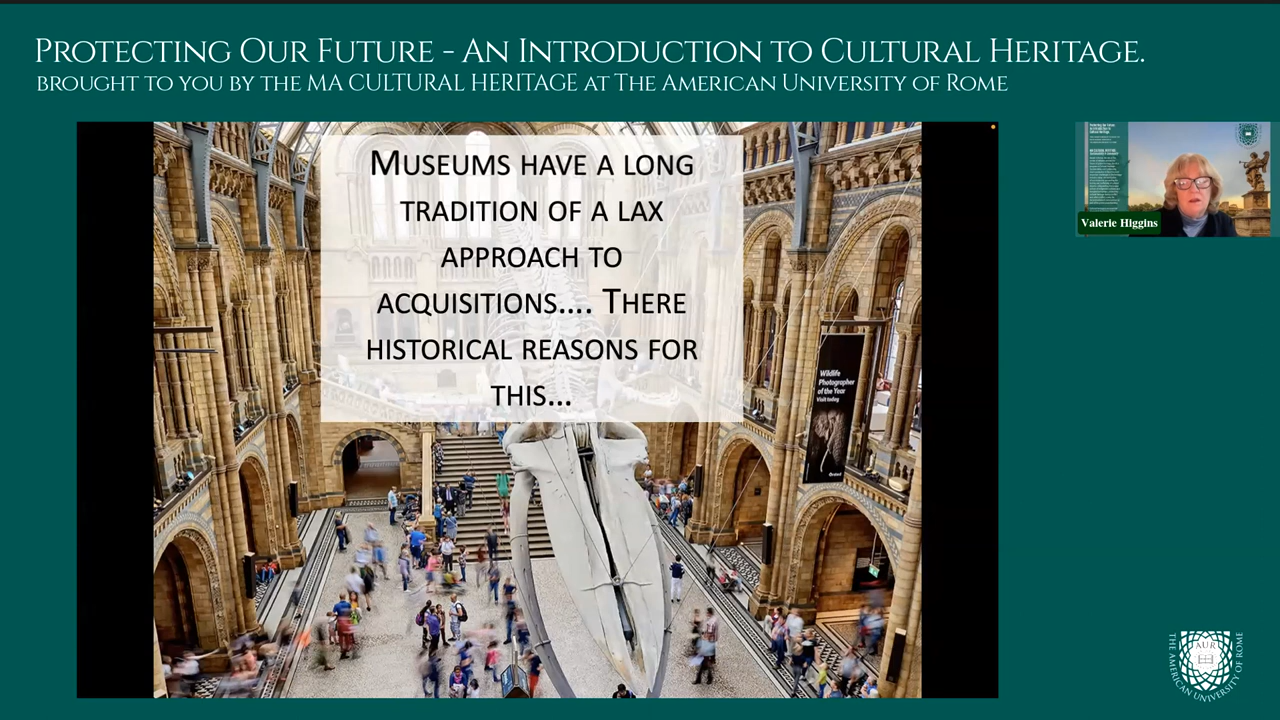 Protecting Our Future - An Introduction to Cultural Heritage.
brought to you by the MA Cultural Heritage at The American University of Rome
Museums have a long
tradition of a lax
approach to
acquisitions.... There
historical reasons for
this...
Valerie Higgins
Wildlife
Photographer
of the Year
Visit today
AUR
THE AMERICAN UNIVERSITY OF ROME